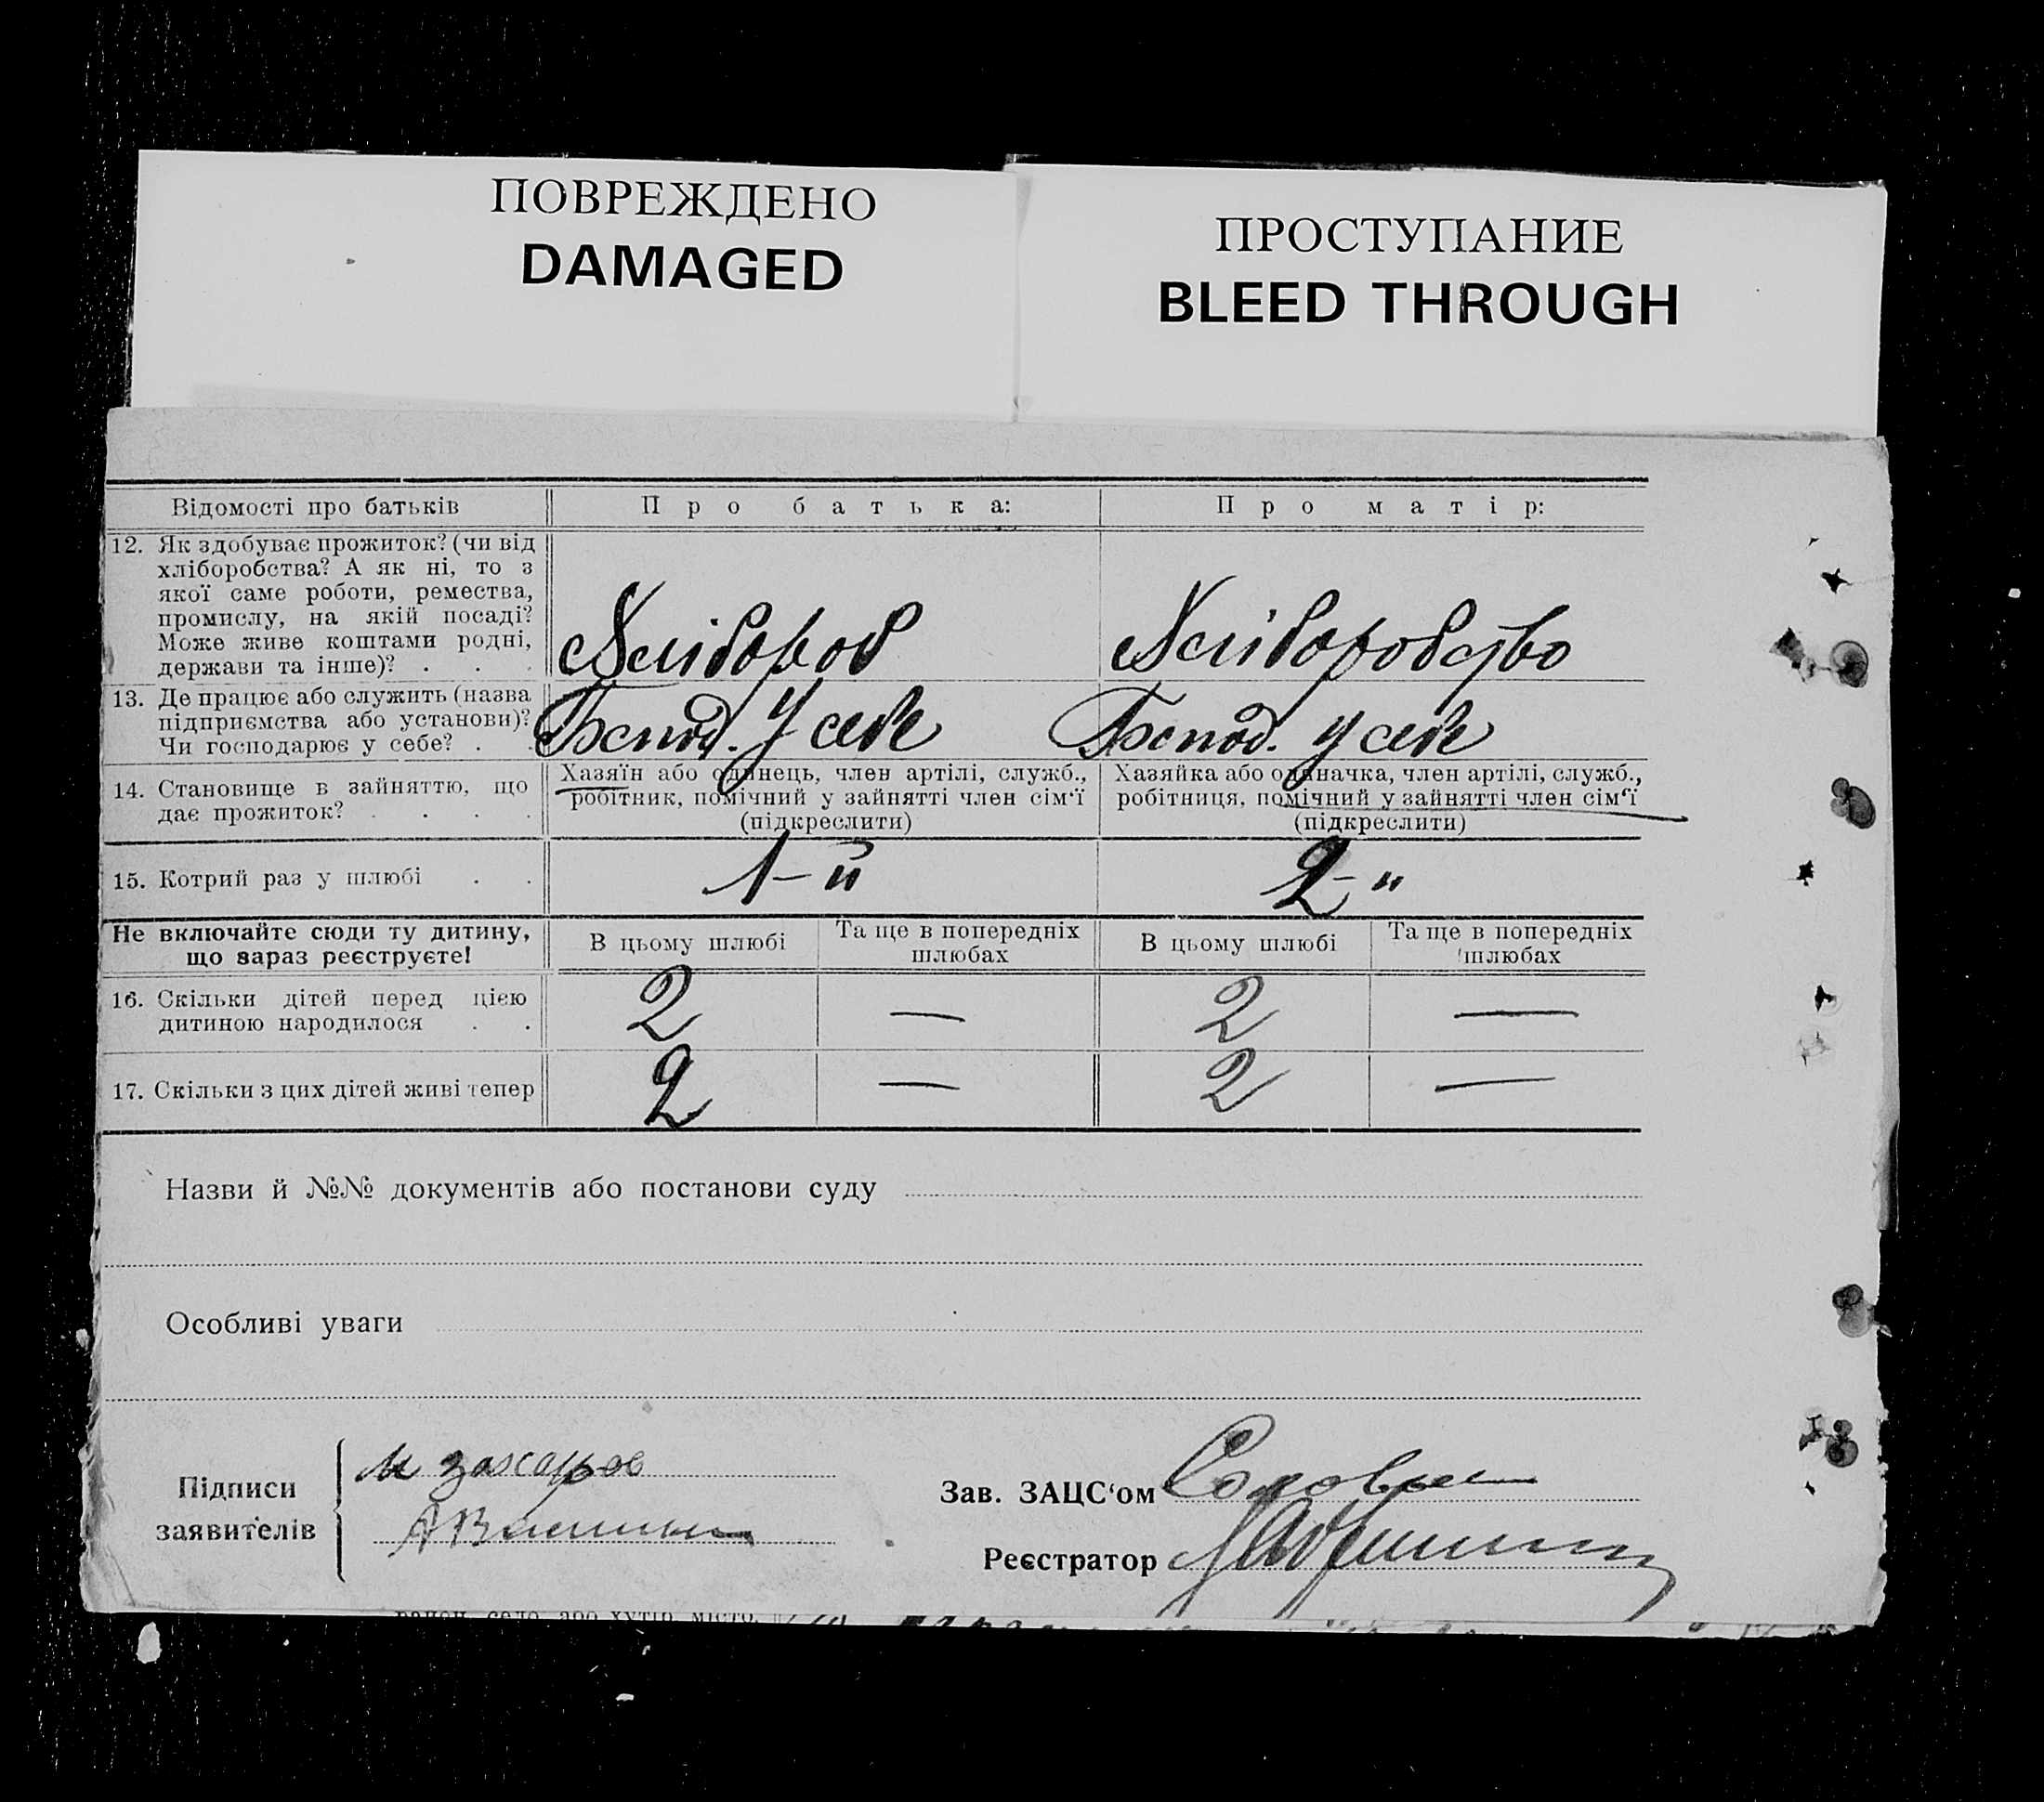 ПОВРЕЖДЕНО
DAMAGED
ПРОСТУПАНИЕ
BLEED THROUGH
Відомості про батьків
Про батька:
Про матір:
12. Як здобуває прожиток? (чи від
хліборобства? А як ні, то з
якої саме роботи, ремества,
промислу, на якій посаді?
Може живе коштами родні,
держави та інше)? . . .
Хлібороб
Хліборобство
13. Де працює або служить (назва
підприємства або установи)?
Чи господарює у себе? . .
у себе
у себе
14. Становище в зайняттю, що
дає прожиток? . . . .
Хазяїн або одинець, член артілі, служб.,
робітник, помічний у зайнятті член сім‘ї
(підкреслити)
Хазяйка або одиначка, член артілі, служб.,
робітниця, помічний у зайнятті член сім‘ї
(підкреслити)
15. Котрий раз у шлюбі . .
1-й
2-"
Не включайте сюди ту дитину,
що зараз реєструєте!
В цьому шлюбі
Та ще в попередніх
шлюбах
В цьому шлюбі
Та ще в попередніх
шлюбах
16. Скільки дітей перед цією
дитиною народилося . .
2 — 2 —
17. Скільки з цих дітей живі тепер
2 — 2 —
Назви й №№ документів або постанови суду
Особливі уваги
Підписи
заявителів
М Захаров
Зав. ЗАЦС‘ом
Реєстратор